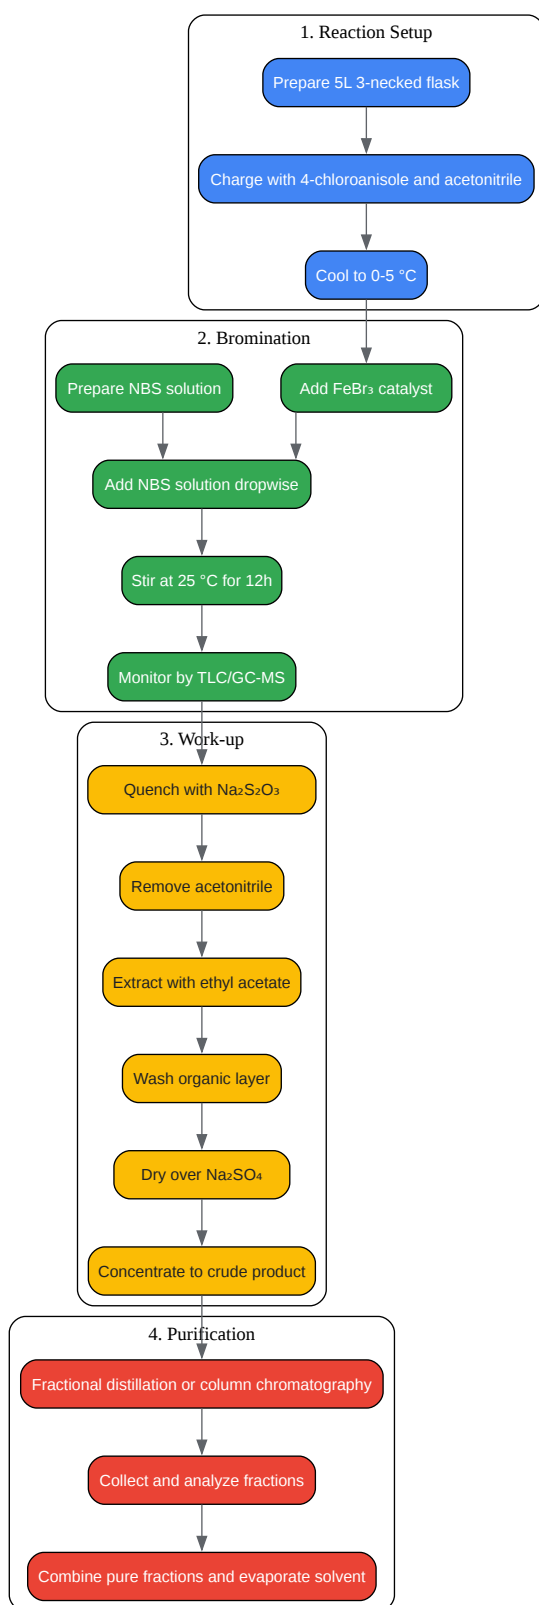 1. Reaction Setup
Prepare 5L 3-necked flask
Charge with 4-chloroanisole and acetonitrile
Cool to 0-5 °C
2. Bromination
Prepare NBS solution
Add FeBr₃ catalyst
Add NBS solution dropwise
Stir at 25 °C for 12h
Monitor by TLC/GC-MS
3. Work-up
Quench with Na₂S₂O₃
Remove acetonitrile
Extract with ethyl acetate
Wash organic layer
Dry over Na₂SO₄
Concentrate to crude product
4. Purification
Fractional distillation or column chromatography
Collect and analyze fractions
Combine pure fractions and evaporate solvent